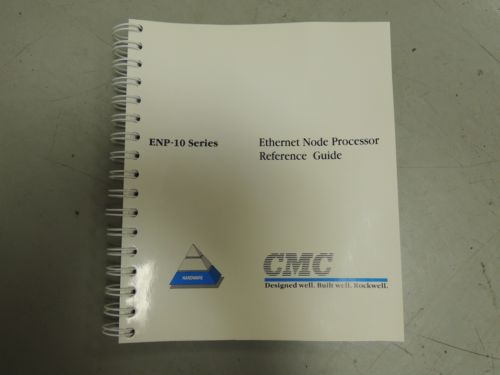 ENP-10 Series
Ethernet Node Processor
Reference Guide
HARDWARE
CMC
Designed well. Built well. Rockwell.